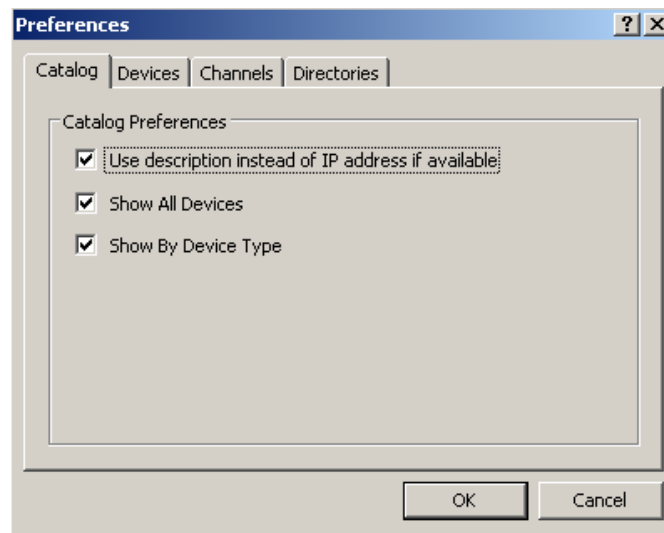 Preferences
Catalog Devices Channels Directories
Catalog Preferences
Use description instead of IP address if available
Show All Devices
Show By Device Type
OK Cancel